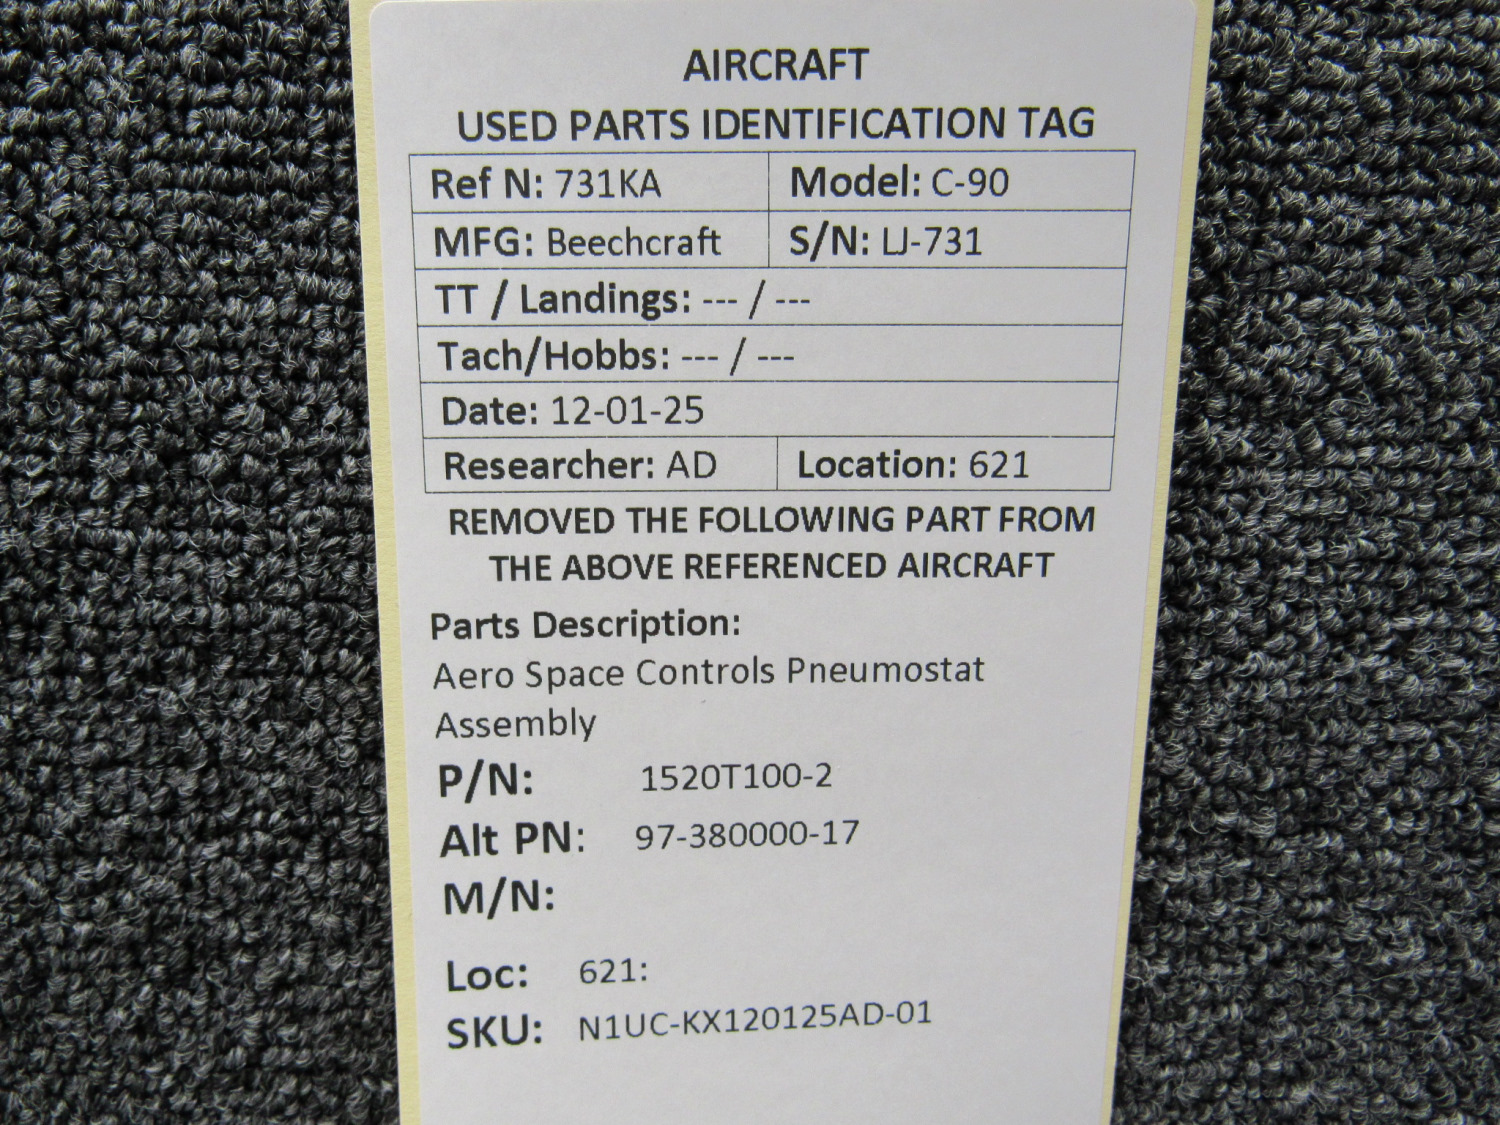 AIRCRAFT
USED PARTS IDENTIFICATION TAG
Ref N: 731KA Model: C-90
MFG: Beechcraft S/N: LJ-731
TT / Landings: --- / ---
Tach/Hobbs: --- / ---
Date: 12-01-25
Researcher: AD Location: 621
REMOVED THE FOLLOWING PART FROM
THE ABOVE REFERENCED AIRCRAFT
Parts Description:
Aero Space Controls Pneumostat
Assembly
P/N: 1520T100-2
Alt PN: 97-380000-17
M/N:
Loc: 621:
SKU: N1UC-KX120125AD-01